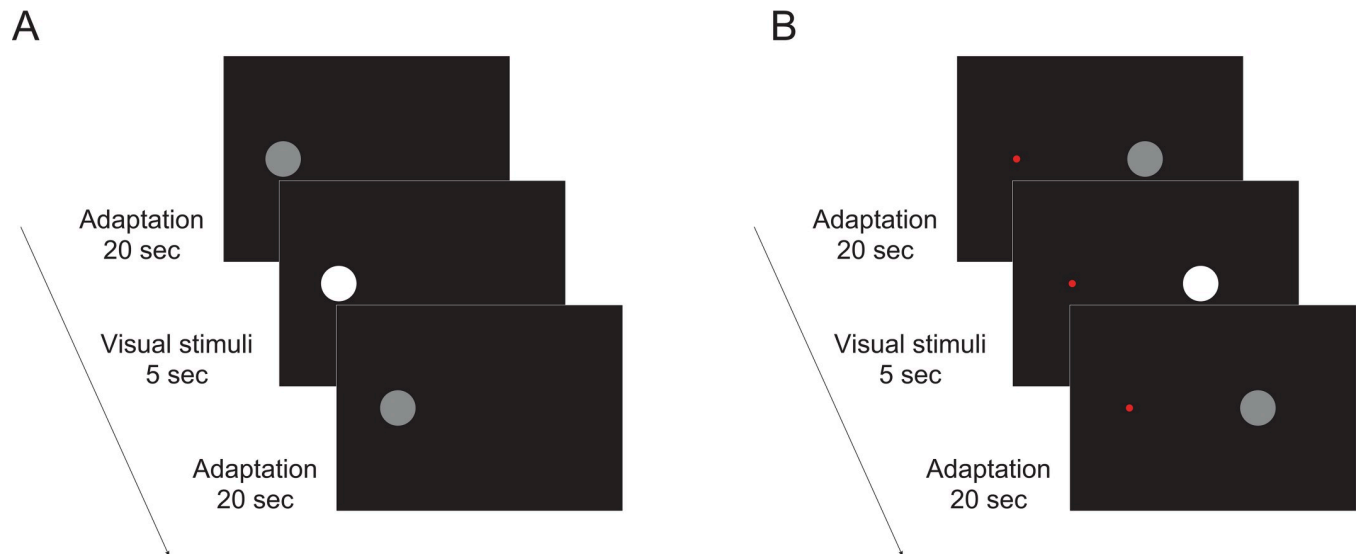 A
Adaptation
20 sec
Visual stimuli
5 sec
Adaptation
20 sec
B
Adaptation
20 sec
Visual stimuli
5 sec
Adaptation
20 sec